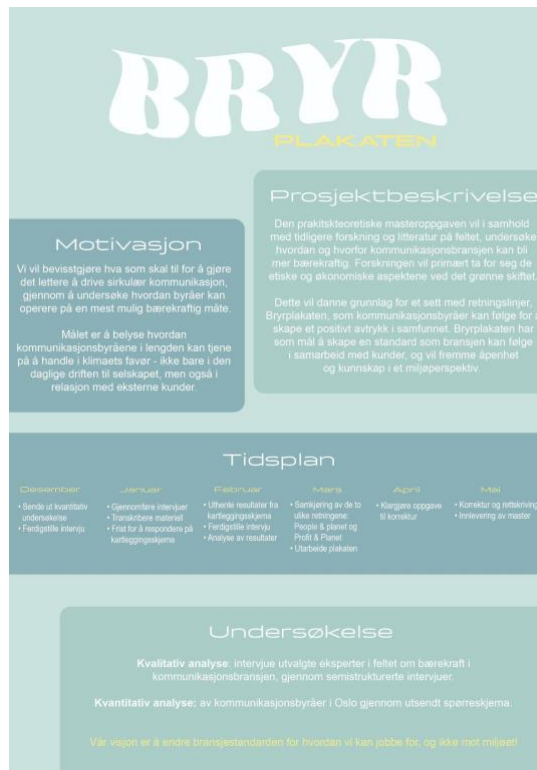 BRYR
PLAKATEN
Prosjektbeskrivelse
Den prakitskteoretiske masteroppgaven vil i samhold
med tidligere forskning og litteratur på feltet, undersøke
hvordan og hvorfor kommunikasjonsbransjen kan bli
mer bærekraftig. Forskningen vil primært ta for seg de
etiske og økonomiske aspektene ved det grønne skiftet.
Dette vil danne grunnlag for et sett med retningslinjer,
Bryrplakaten, som kommunikasjonsbyråer kan følge for å
skape et positivt avtrykk i samfunnet. Bryrplakaten har
som mål å skape en standard som bransjen kan følge
i samarbeid med kunder, og vil fremme åpenhet
og kunnskap i et miljøperspektiv.
Motivasjon
Vi vil bevisstgjøre hva som skal til for å gjøre
det lettere å drive sirkulær kommunikasjon,
gjennom å undersøke hvordan byråer kan
operere på en mest mulig bærekraftig måte.
Målet er å belyse hvordan
kommunikasjonsbyråene i lengden kan tjene
på å handle i klimaets favør - ikke bare i den
daglige driften til selskapet, men også i
relasjon med eksterne kunder.
Tidsplan
Desember
• Sende ut kvantitativ
undersøkelse
• Ferdigstille intervju
Januar
• Gjennomføre intervjuer
• Transkribere materiell
• Frist for å respondere på
kartleggingsskjema
Februar
• Uthente resultater fra
kartleggingsskjema
• Ferdigstille intervju
• Analyse av resultater
Mars
• Samkjøring av de to
ulike retningene:
People & planet og
Profit & Planet
• Utarbeide plakaten
April
• Klargjøre oppgave
til korrektur
Mai
• Korrektur og rettskriving
• Innlevering av master
Undersøkelse
Kvalitativ analyse: intervjue utvalgte eksperter i feltet om bærekraft i
kommunikasjonsbransjen, gjennom semistrukturerte intervjuer.
Kvantitativ analyse: av kommunikasjonsbyråer i Oslo gjennom utsendt spørreskjema.
Vår visjon er å endre bransjestandarden for hvordan vi kan jobbe for, og ikke mot miljøet!